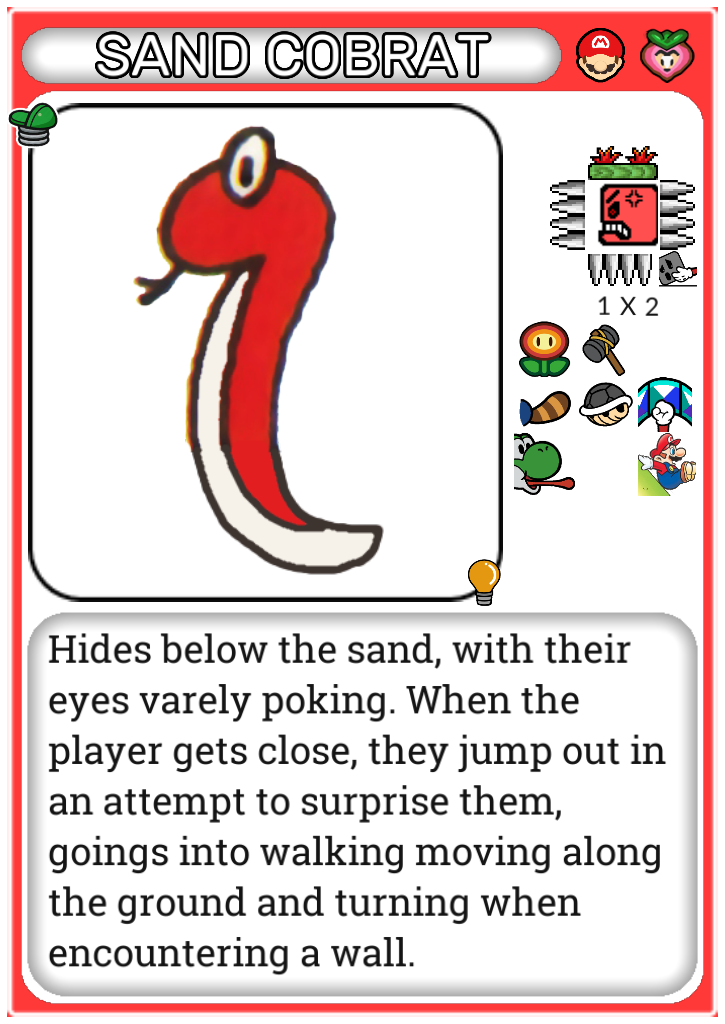 SAND COBRAT
1 X 2
Hides below the sand, with their
eyes varely poking. When the
player gets close, they jump out in
an attempt to surprise them,
goings into walking moving along
the ground and turning when
encountering a wall.